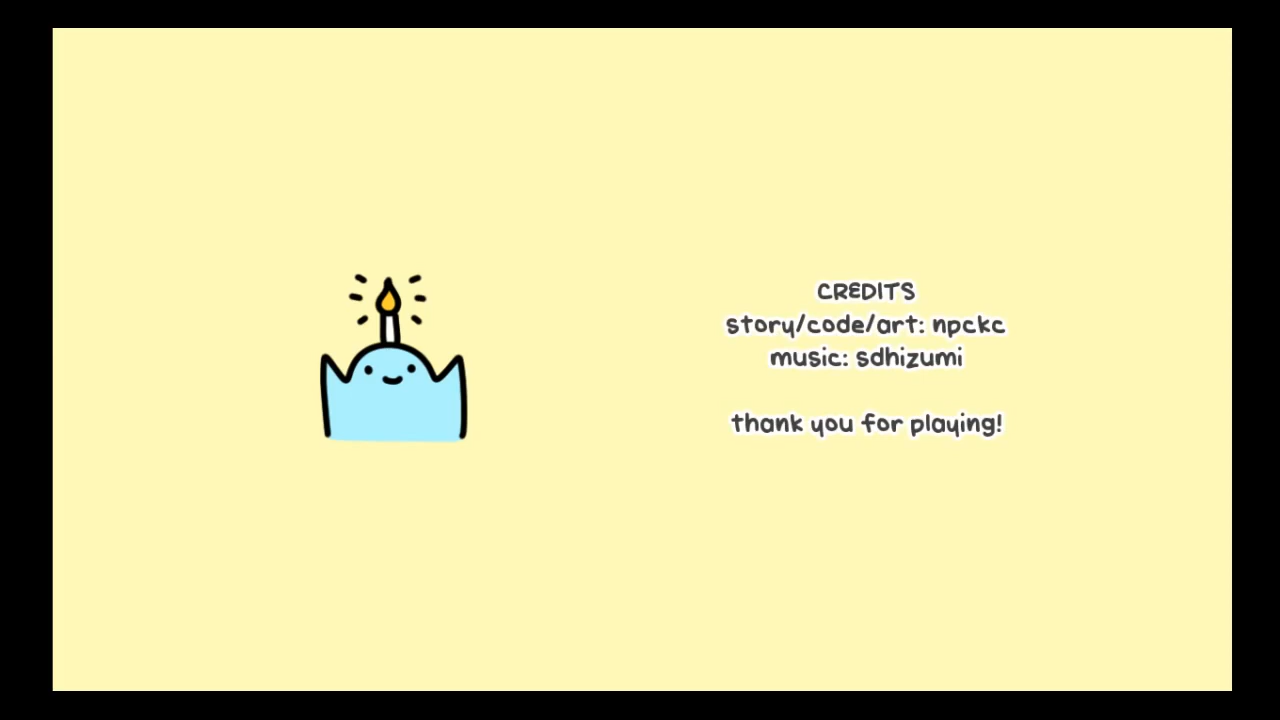 CREDITS
story/code/art: npckc
music: sdhizumi
thank you for playing!